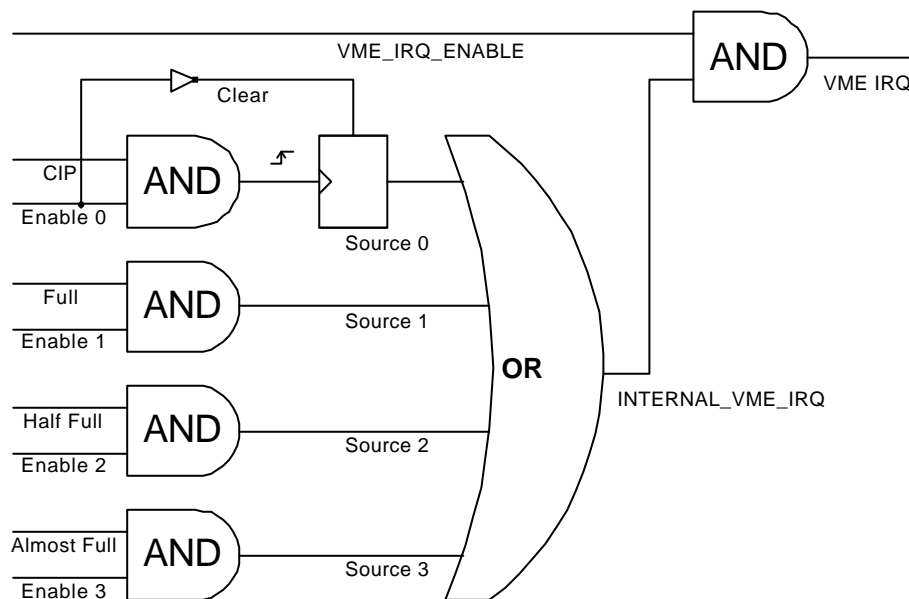 AND
VME_IRQ_ENABLE
VME IRQ
Clear
CIP
AND
Enable 0
Source 0
Full
AND
Enable 1
Source 1
OR
INTERNAL_VME_IRQ
Half Full
AND
Enable 2
Source 2
Almost Full
AND
Enable 3
Source 3